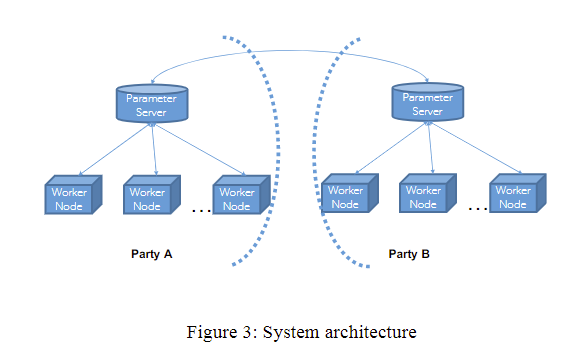 Parameter
Server
Parameter
Server
Worker
Node
Worker
Node
...
Worker
Node
Worker
Node
Worker
Node
...
Worker
Node
Party A
Party B
Figure 3: System architecture